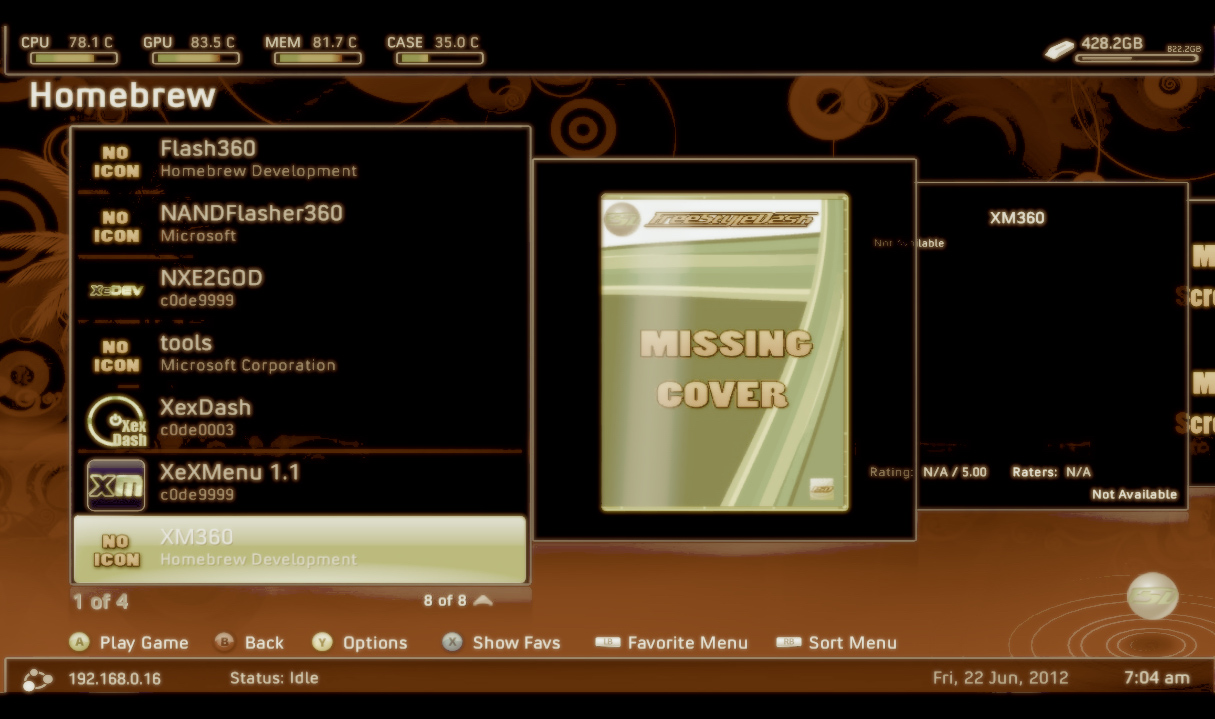 CPU 78.1 C GPU 83.5 C MEM 81.7 C CASE 35.0 C
428.2GB 822.2GB
Homebrew
NO ICON
Flash360
Homebrew Development
NO ICON
NANDFlasher360
Microsoft
XeDEV
NXE2GOD
c0de9999
NO ICON
tools
Microsoft Corporation
Xex Dash
XexDash
c0de0003
xm
XeXMenu 1.1
c0de9999
NO ICON
XM360
Homebrew Development
1 of 4
8 of 8
FreeStyleDash
MISSING
COVER
XM360
Not Available
Rating: N/A / 5.00 Raters: N/A
Not Available
A Play Game B Back Y Options X Show Favs LB Favorite Menu RB Sort Menu
192.168.0.16 Status: Idle Fri, 22 Jun, 2012 7:04 am